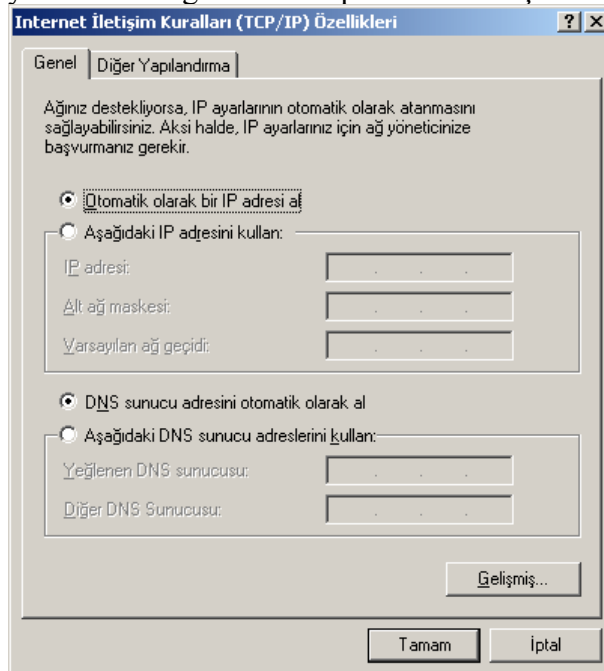 Internet İletişim Kuralları (TCP/IP) Özellikleri
Genel Diğer Yapılandırma
Ağınız destekliyorsa, IP ayarlarının otomatik olarak atanmasını
sağlayabilirsiniz. Aksi halde, IP ayarlarınız için ağ yöneticinize
başvurmanız gerekir.
Otomatik olarak bir IP adresi al
Aşağıdaki IP adresini kullan:
IP adresi:
Alt ağ maskesi:
Varsayılan ağ geçidi:
DNS sunucu adresini otomatik olarak al
Aşağıdaki DNS sunucu adreslerini kullan:
Yeğlenen DNS sunucusu:
Diğer DNS Sunucusu:
Gelişmiş...
Tamam İptal